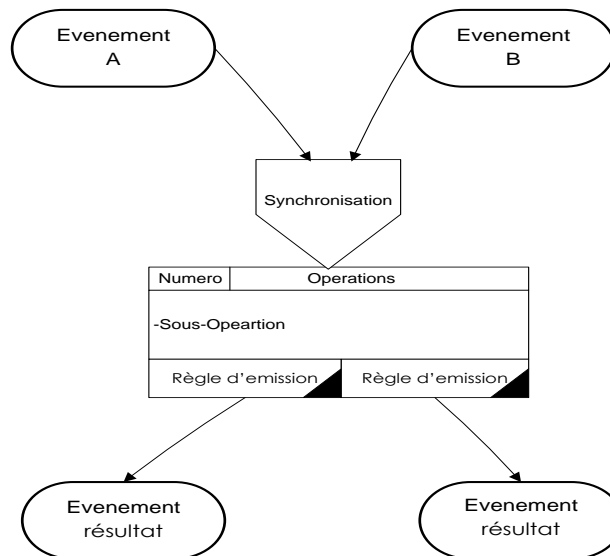 Evenement
A
Evenement
B
Synchronisation
Numero
Operations
-Sous-Opeartion
Règle d'emission
Règle d'emission
Evenement
résultat
Evenement
résultat